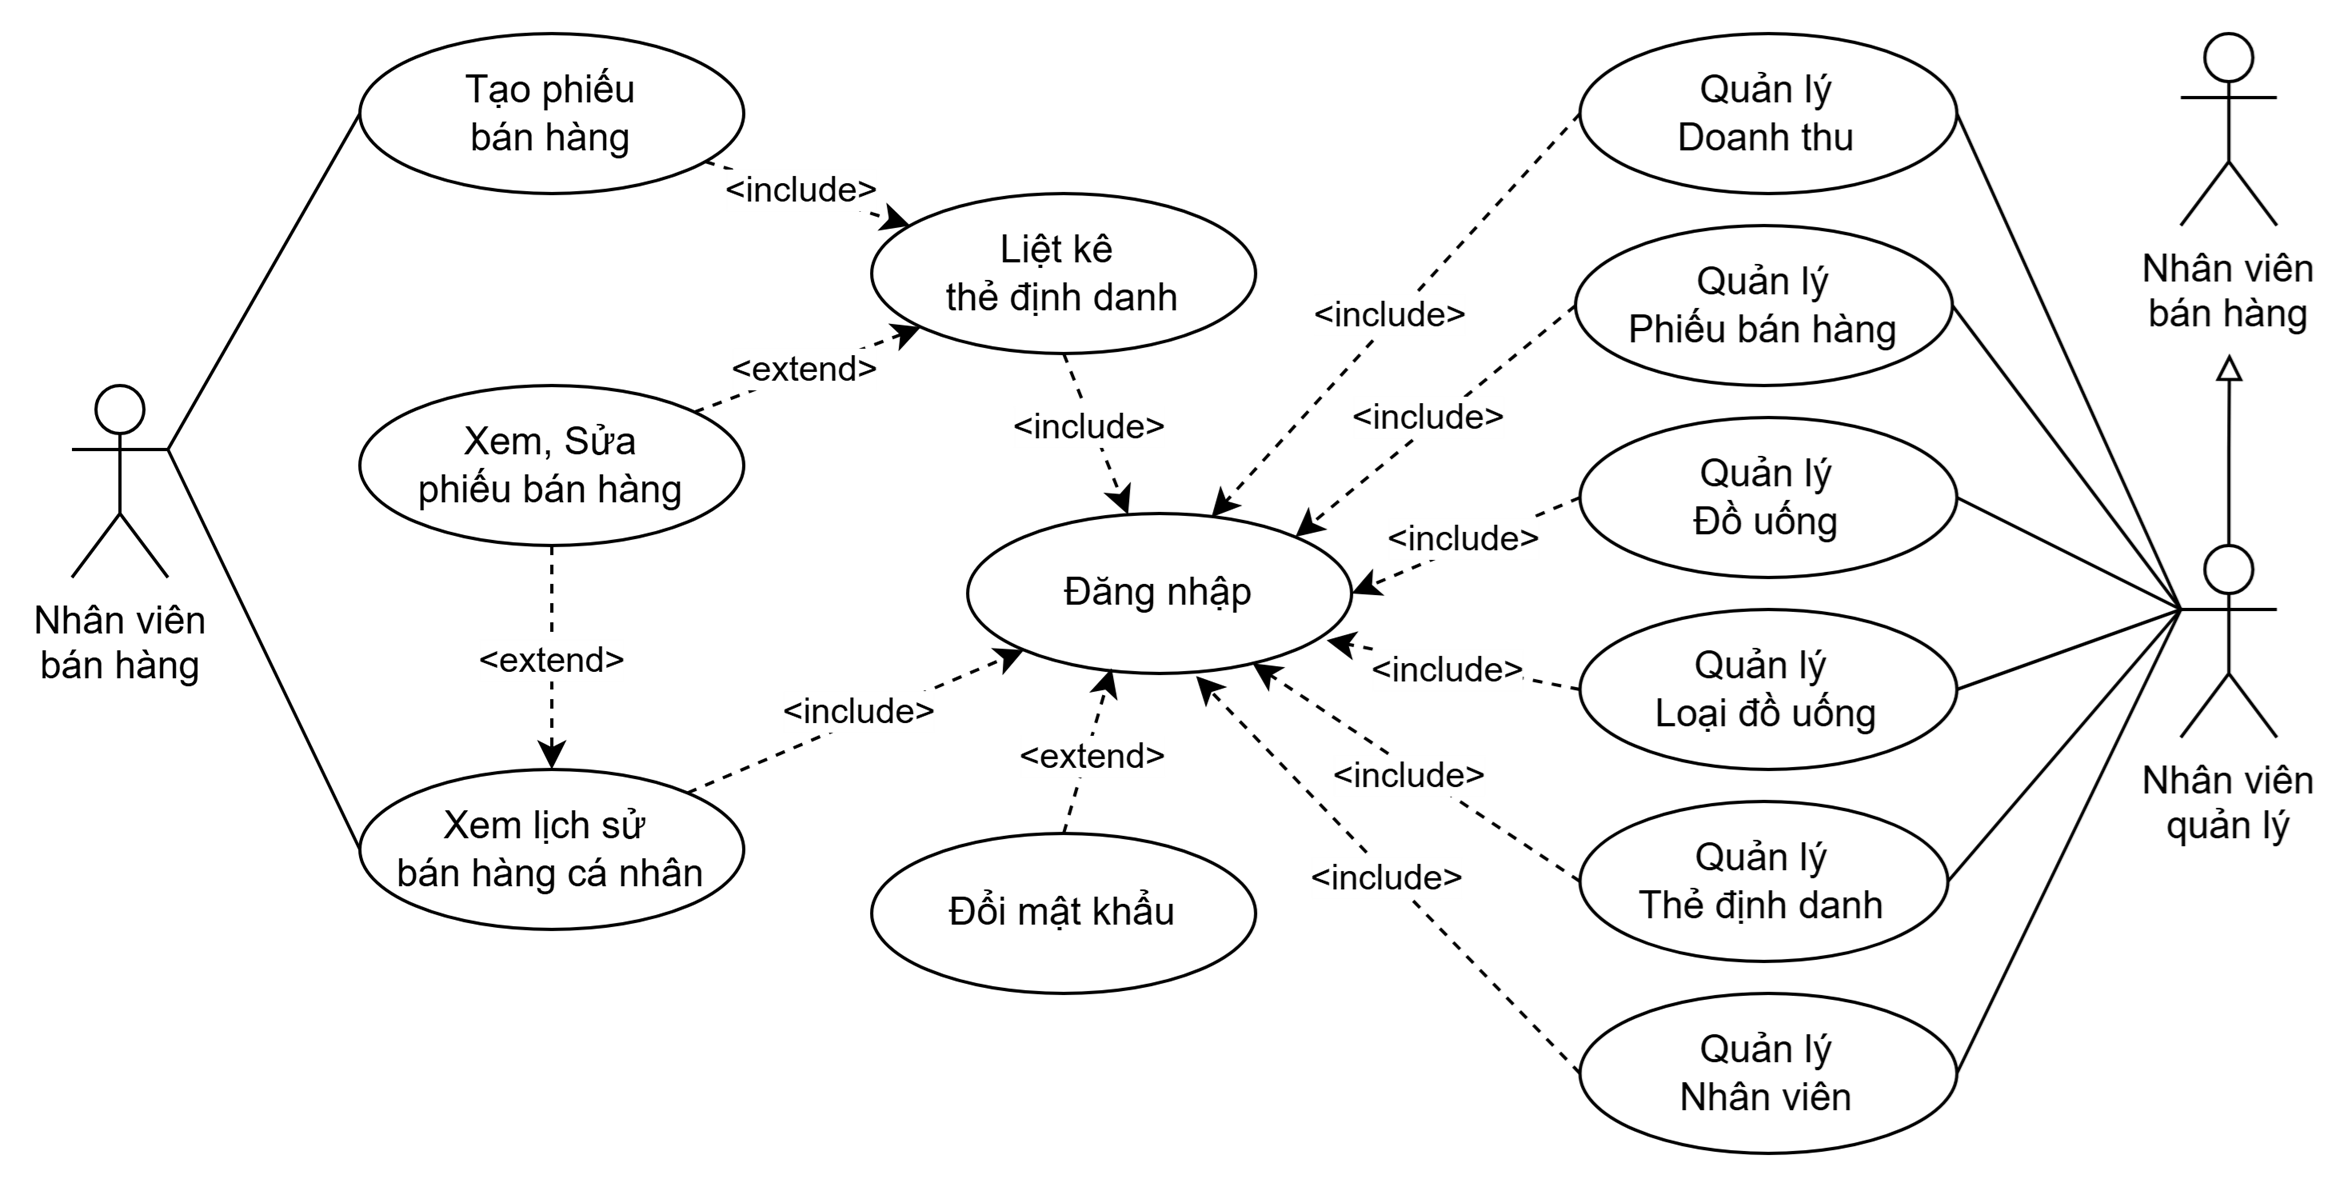 Tạo phiếu
bán hàng
<include>
Liệt kê
thẻ định danh
<extend>
Xem, Sửa
phiếu bán hàng
<include>
Nhân viên
bán hàng
<extend>
Đăng nhập
<include>
Xem lịch sử
bán hàng cá nhân
<extend>
Đổi mật khẩu
Quản lý
Doanh thu
<include>
Quản lý
Phiếu bán hàng
<include>
Quản lý
Đồ uống
<include>
Quản lý
Loại đồ uống
<include>
Quản lý
Thẻ định danh
<include>
Quản lý
Nhân viên
<include>
Nhân viên
bán hàng
Nhân viên
quản lý